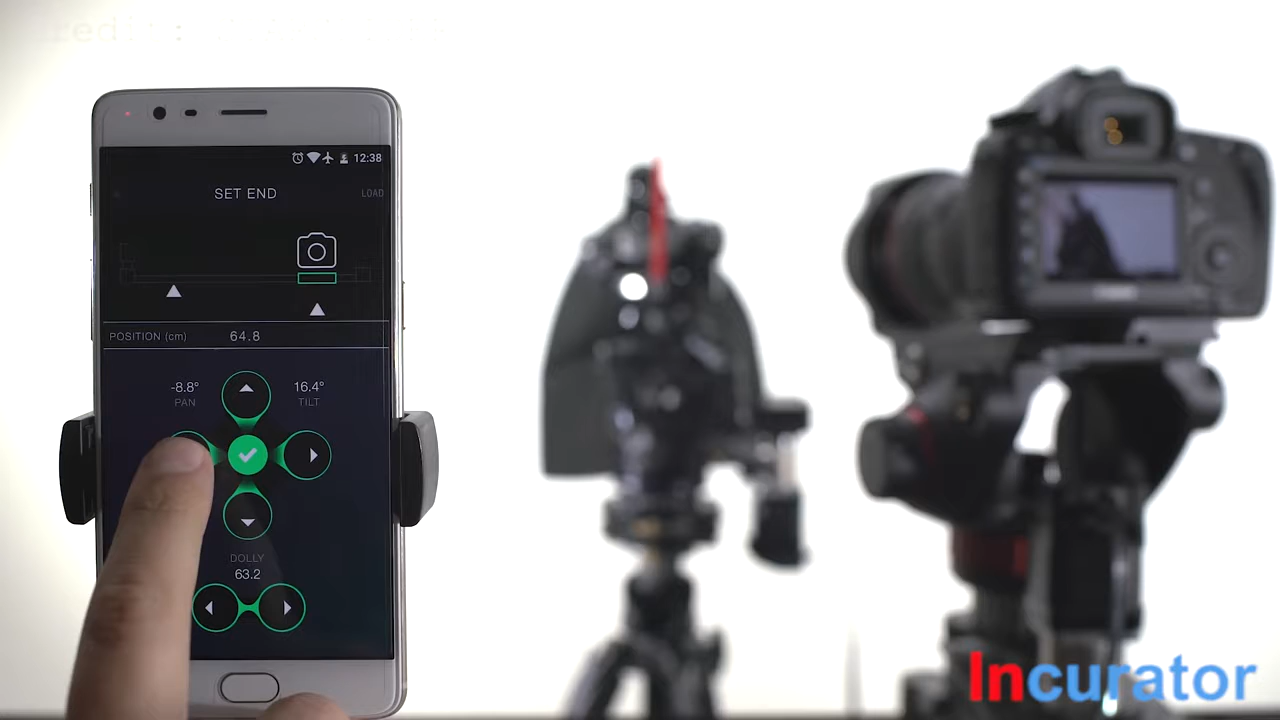 12:38
SET END
LOAD
POSITION (cm) 64.8
-8.8° 16.4°
PAN TILT
DOLLY
63.2
Incurator